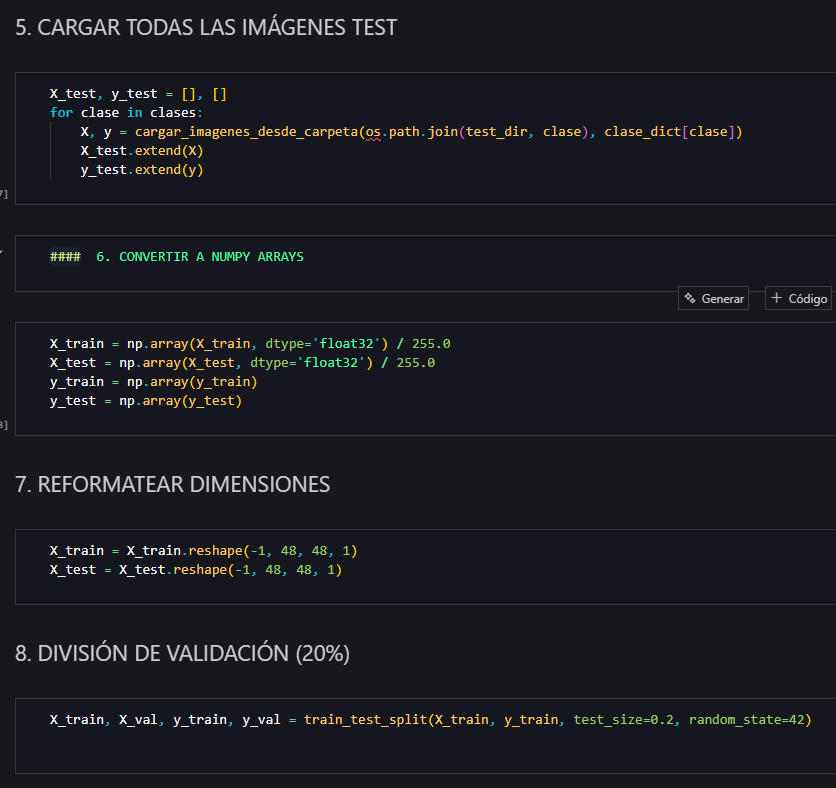 5. CARGAR TODAS LAS IMÁGENES TEST
X_test, y_test = [], []
for clase in clases:
    X, y = cargar_imagenes_desde_carpeta(os.path.join(test_dir, clase), clase_dict[clase])
    X_test.extend(X)
    y_test.extend(y)
7]
####  6. CONVERTIR A NUMPY ARRAYS
Generar
Código
X_train = np.array(X_train, dtype='float32') / 255.0
X_test = np.array(X_test, dtype='float32') / 255.0
y_train = np.array(y_train)
y_test = np.array(y_test)
8]
7. REFORMATEAR DIMENSIONES
X_train = X_train.reshape(-1, 48, 48, 1)
X_test = X_test.reshape(-1, 48, 48, 1)
8. DIVISIÓN DE VALIDACIÓN (20%)
X_train, X_val, y_train, y_val = train_test_split(X_train, y_train, test_size=0.2, random_state=42)